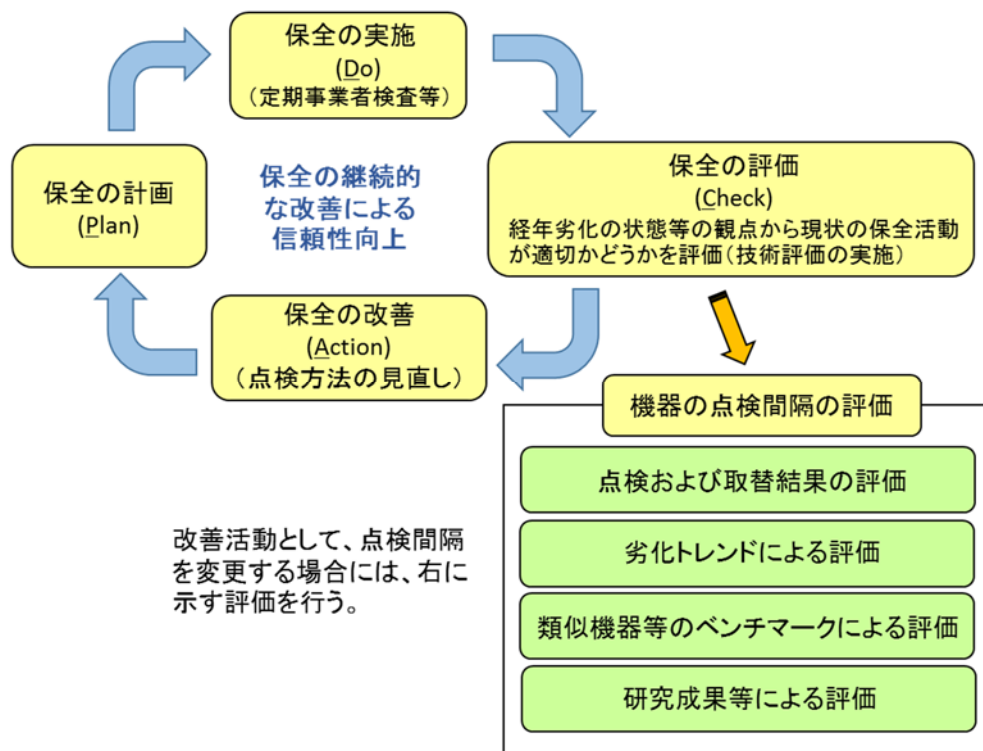 保全の実施
(Do)
（定期事業者検査等）
保全の計画
(Plan)
保全の継続的
な改善による
信頼性向上
保全の評価
(Check)
経年劣化の状態等の観点から現状の保全活動
が適切かどうかを評価（技術評価の実施）
保全の改善
(Action)
（点検方法の見直し）
機器の点検間隔の評価
点検および取替結果の評価
劣化トレンドによる評価
類似機器等のベンチマークによる評価
研究成果等による評価
改善活動として、点検間隔
を変更する場合には、右に
示す評価を行う。